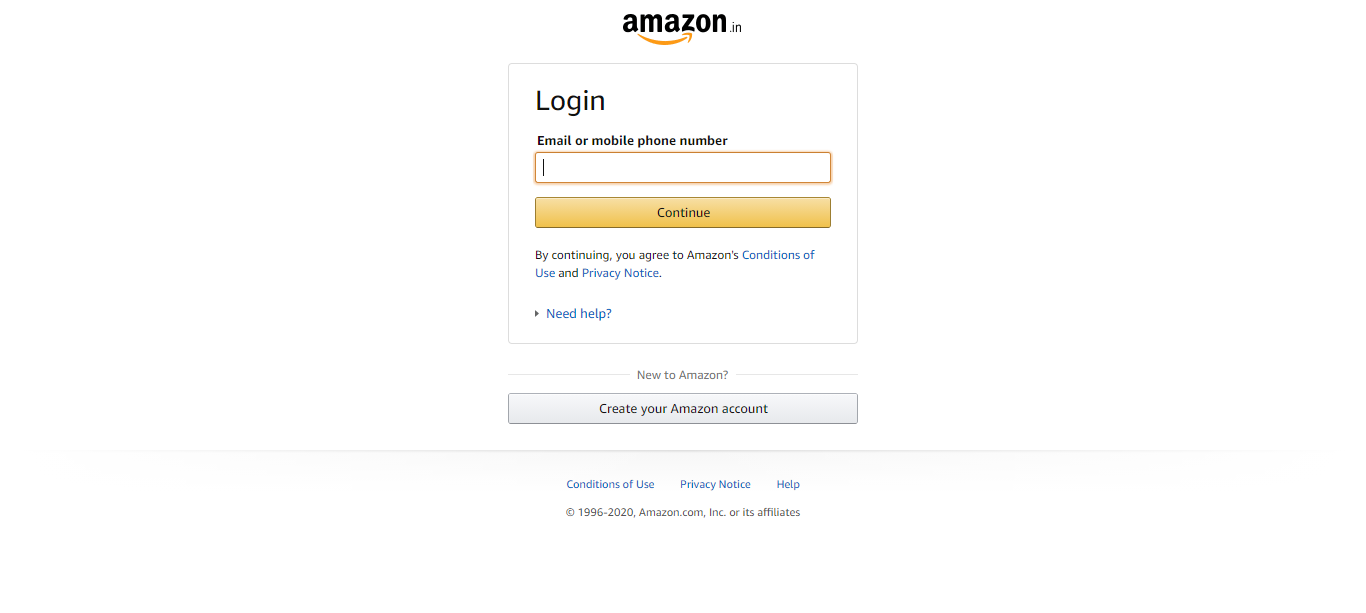 amazon.in
Login
Email or mobile phone number
Continue
By continuing, you agree to Amazon's Conditions of
Use and Privacy Notice.
Need help?
New to Amazon?
Create your Amazon account
Conditions of Use Privacy Notice Help
© 1996-2020, Amazon.com, Inc. or its affiliates